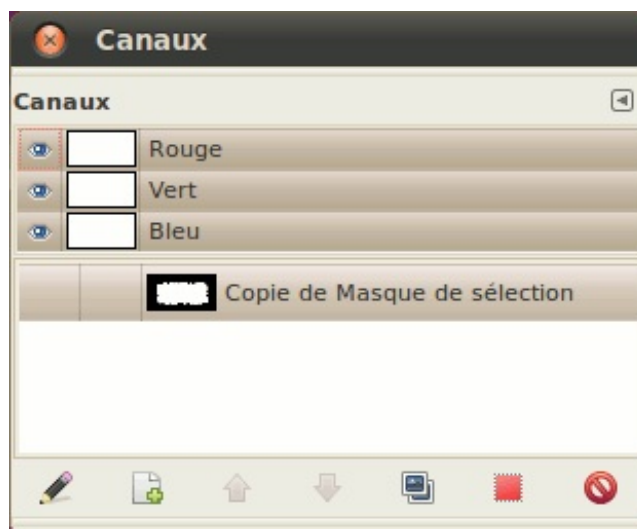 Canaux
Canaux
Rouge
Vert
Bleu
Copie de Masque de sélection